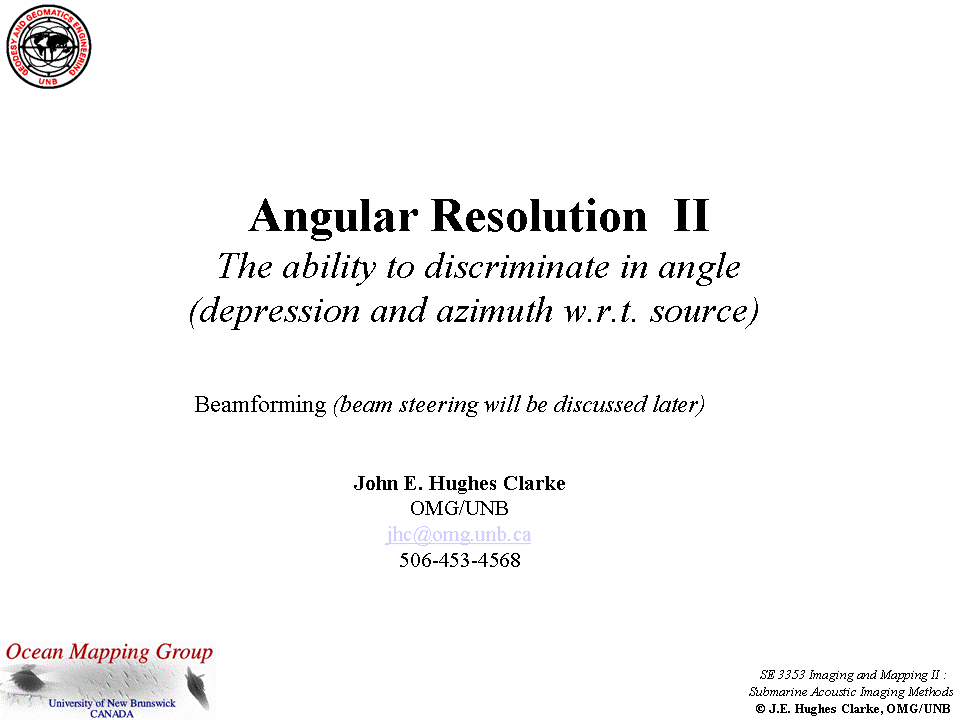 GEODESY AND GEOMATICS ENGINEERING
UNB
Angular Resolution II
The ability to discriminate in angle
(depression and azimuth w.r.t. source)
Beamforming (beam steering will be discussed later)
John E. Hughes Clarke
OMG/UNB
jhc@omg.unb.ca
506-453-4568
Ocean Mapping Group
University of New Brunswick
CANADA
SE 3353 Imaging and Mapping II :
Submarine Acoustic Imaging Methods
© J.E. Hughes Clarke, OMG/UNB